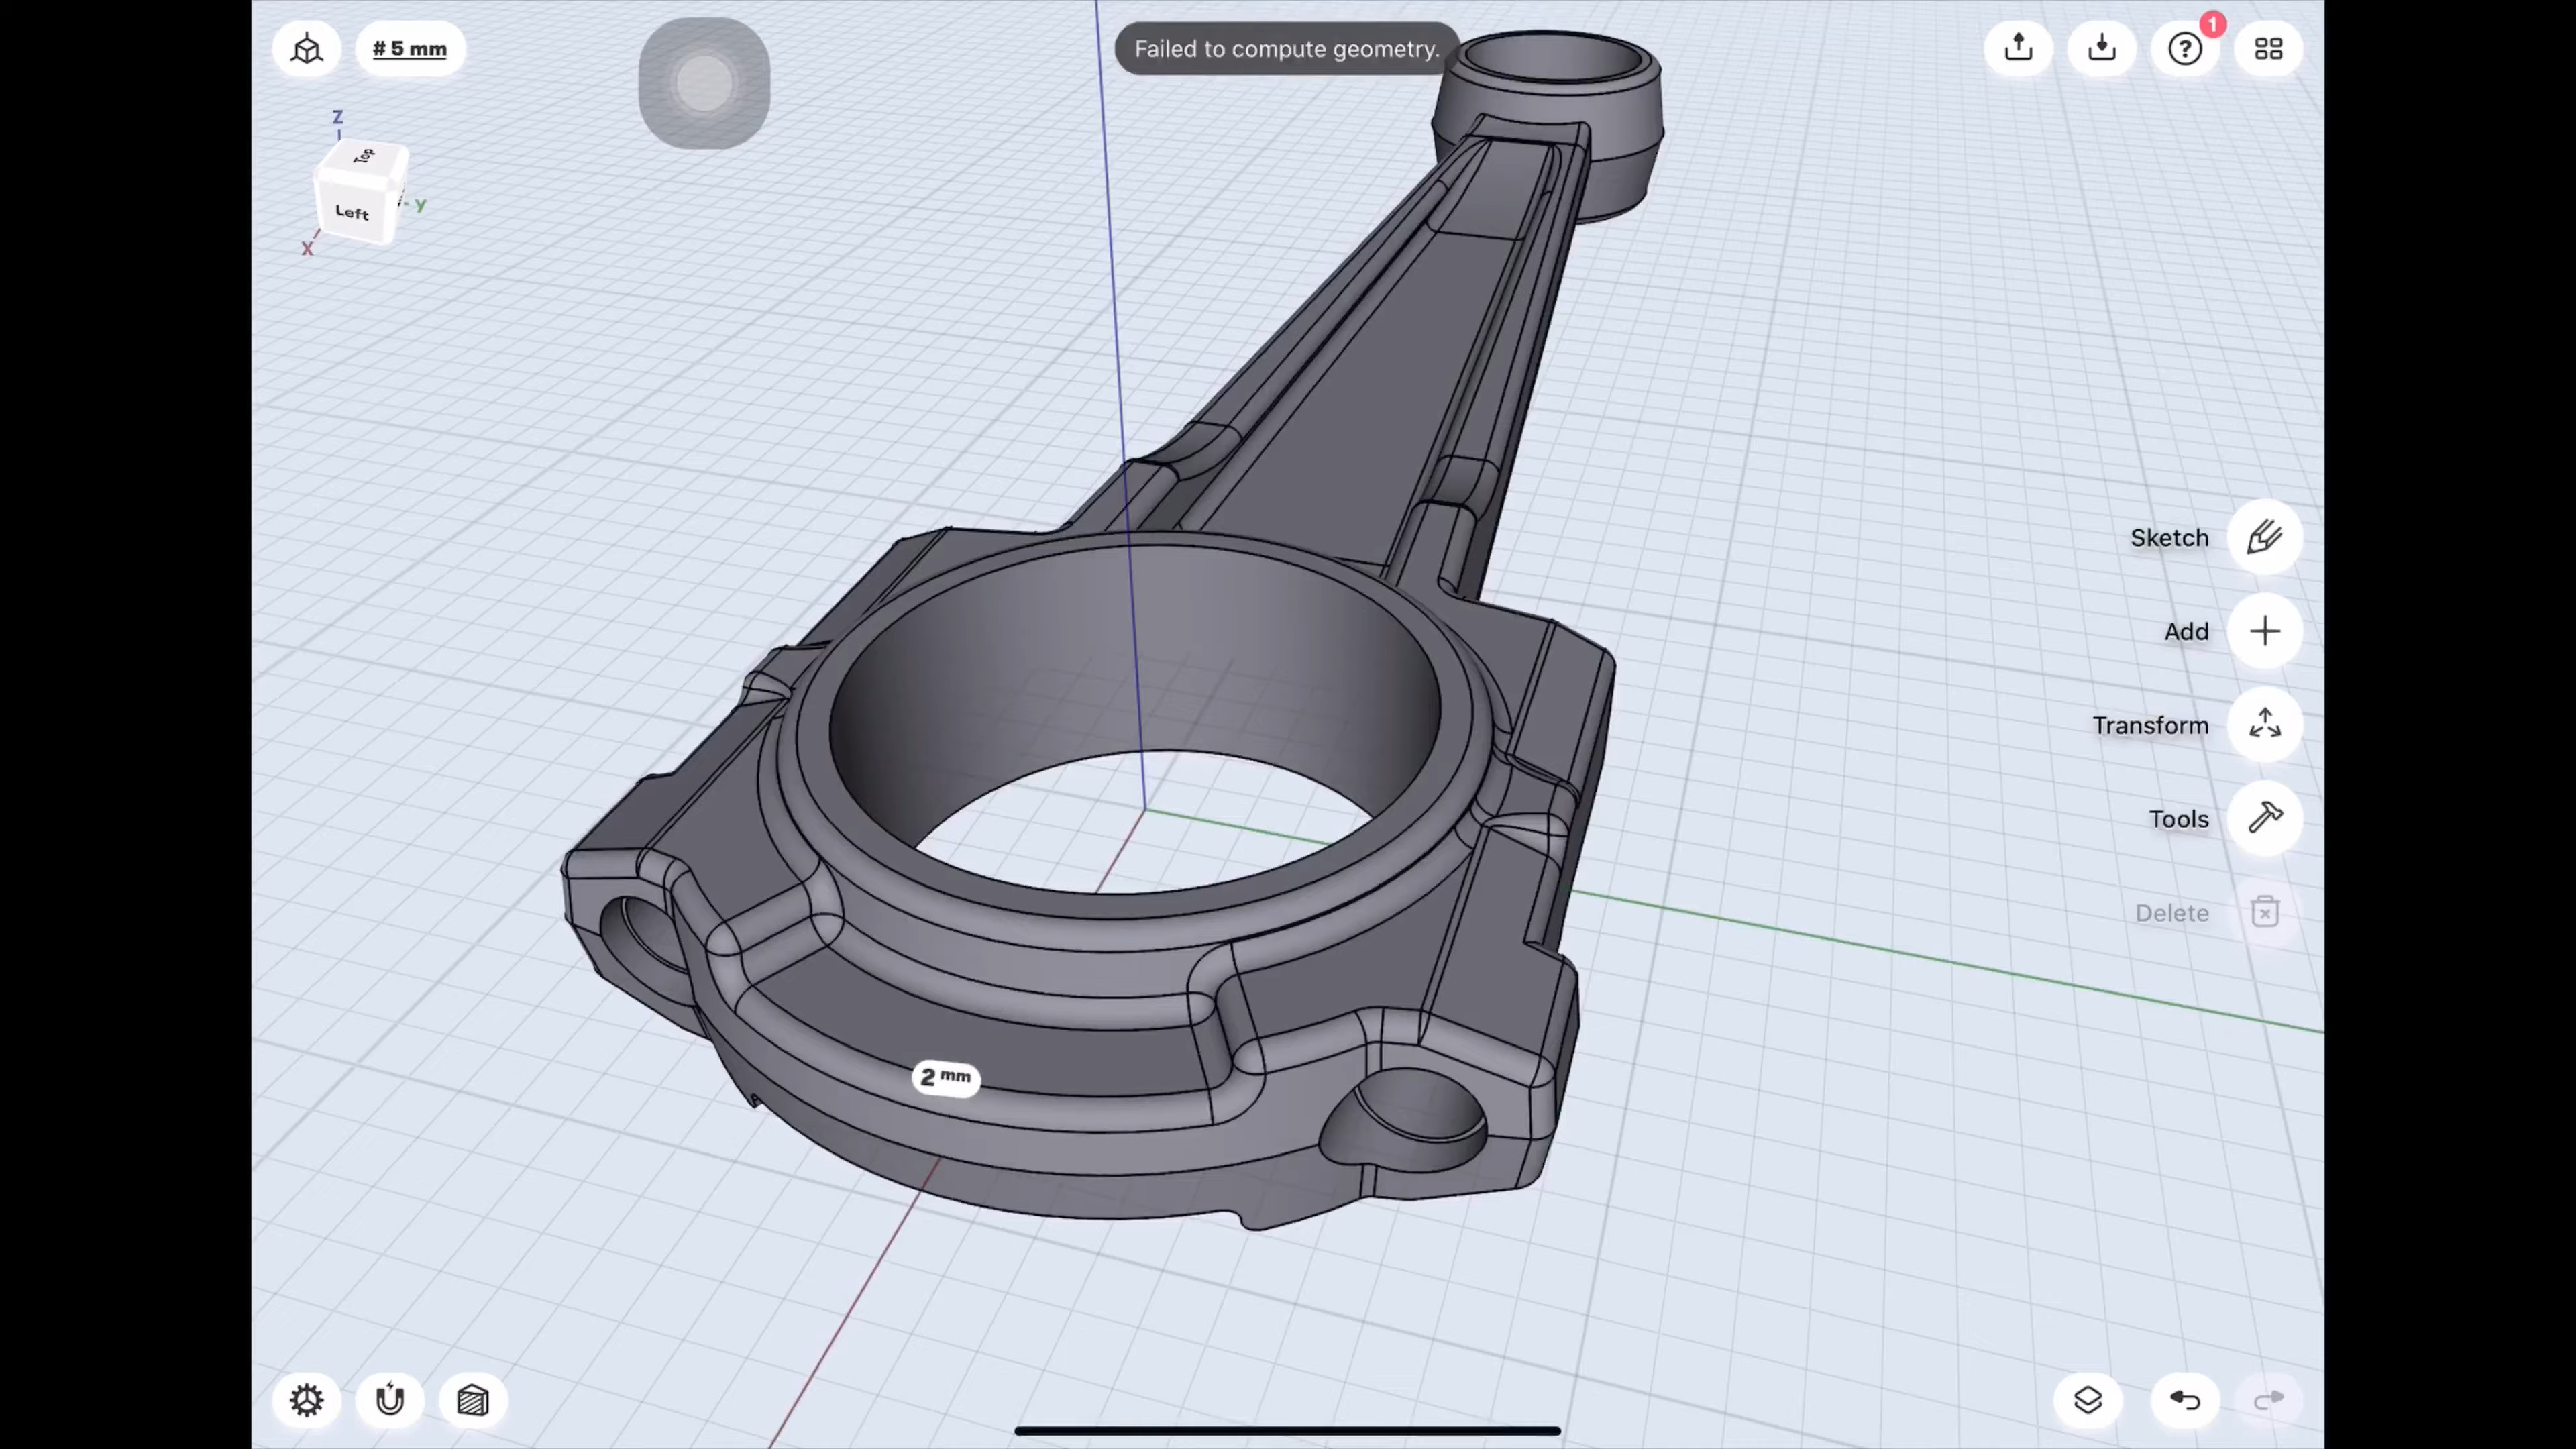 # 5 mm
Failed to compute geometry.
1
Z
Top
Left
Y
X
Sketch
Add
Transform
Tools
Delete
2 mm